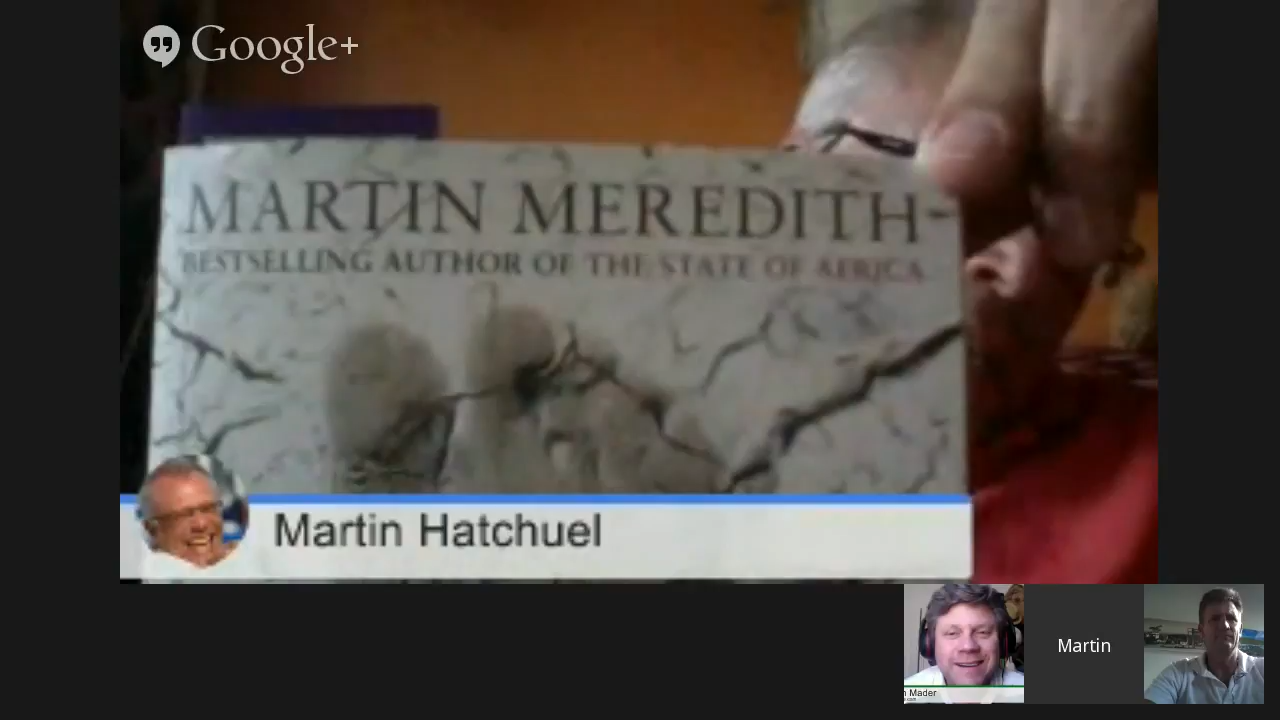 Google+
MARTIN MEREDITH
BESTSELLING AUTHOR OF THE STATE OF AFRICA
Martin Hatchuel
Mader
Martin